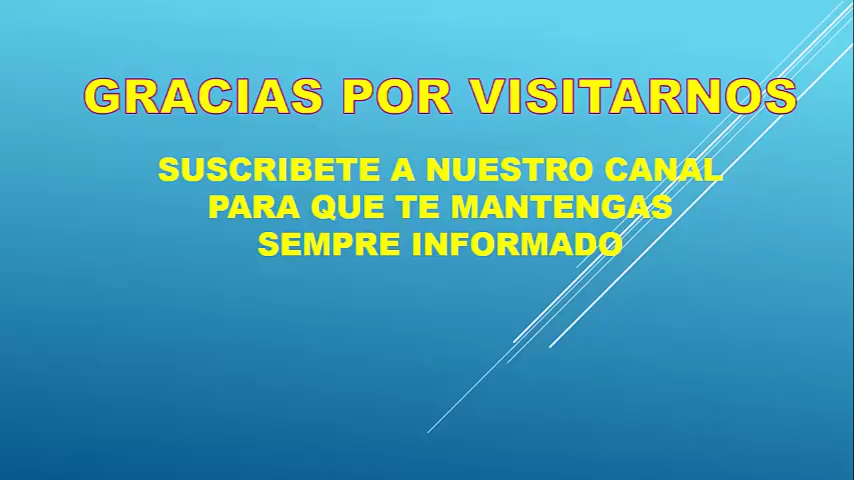 GRACIAS POR VISITARNOS
SUSCRIBETE A NUESTRO CANAL
PARA QUE TE MANTENGAS
SEMPRE INFORMADO